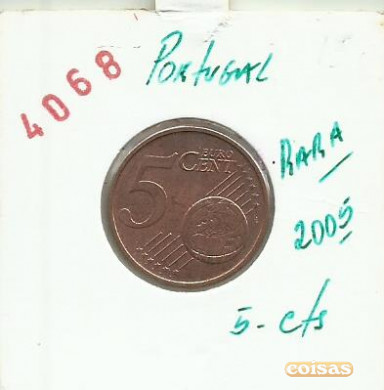 4068
Portugal
5 EURO
CENT
RARA
2005
5-cts
coisas